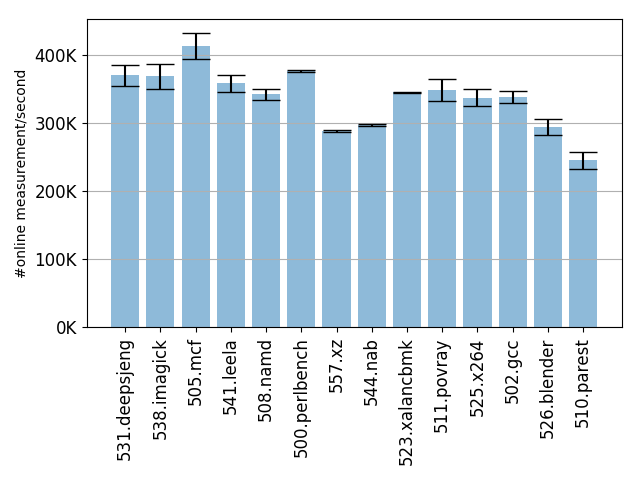 #online measurement/second
400K
300K
200K
100K
0K
531.deepsjeng
538.imagick
505.mcf
541.leela
508.namd
500.perlbench
557.xz
544.nab
523.xalancbmk
511.povray
525.x264
502.gcc
526.blender
510.parest